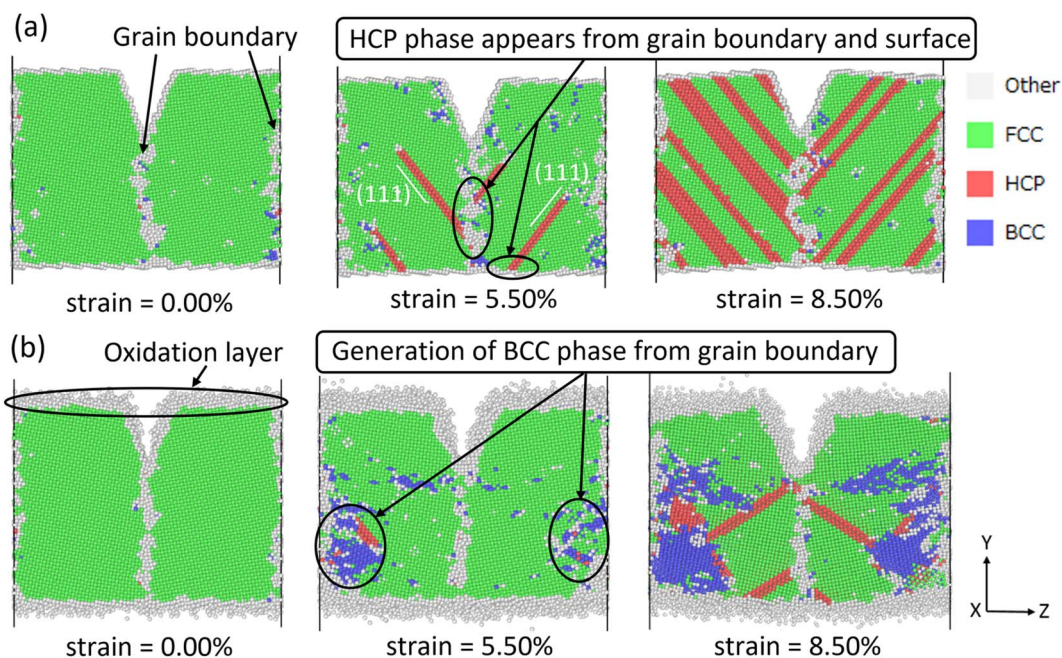 (a)
Grain boundary
HCP phase appears from grain boundary and surface
Other
FCC
HCP
BCC
(111)
(111)
strain = 0.00%
strain = 5.50%
strain = 8.50%
(b)
Oxidation layer
Generation of BCC phase from grain boundary
Y
X
Z
strain = 0.00%
strain = 5.50%
strain = 8.50%